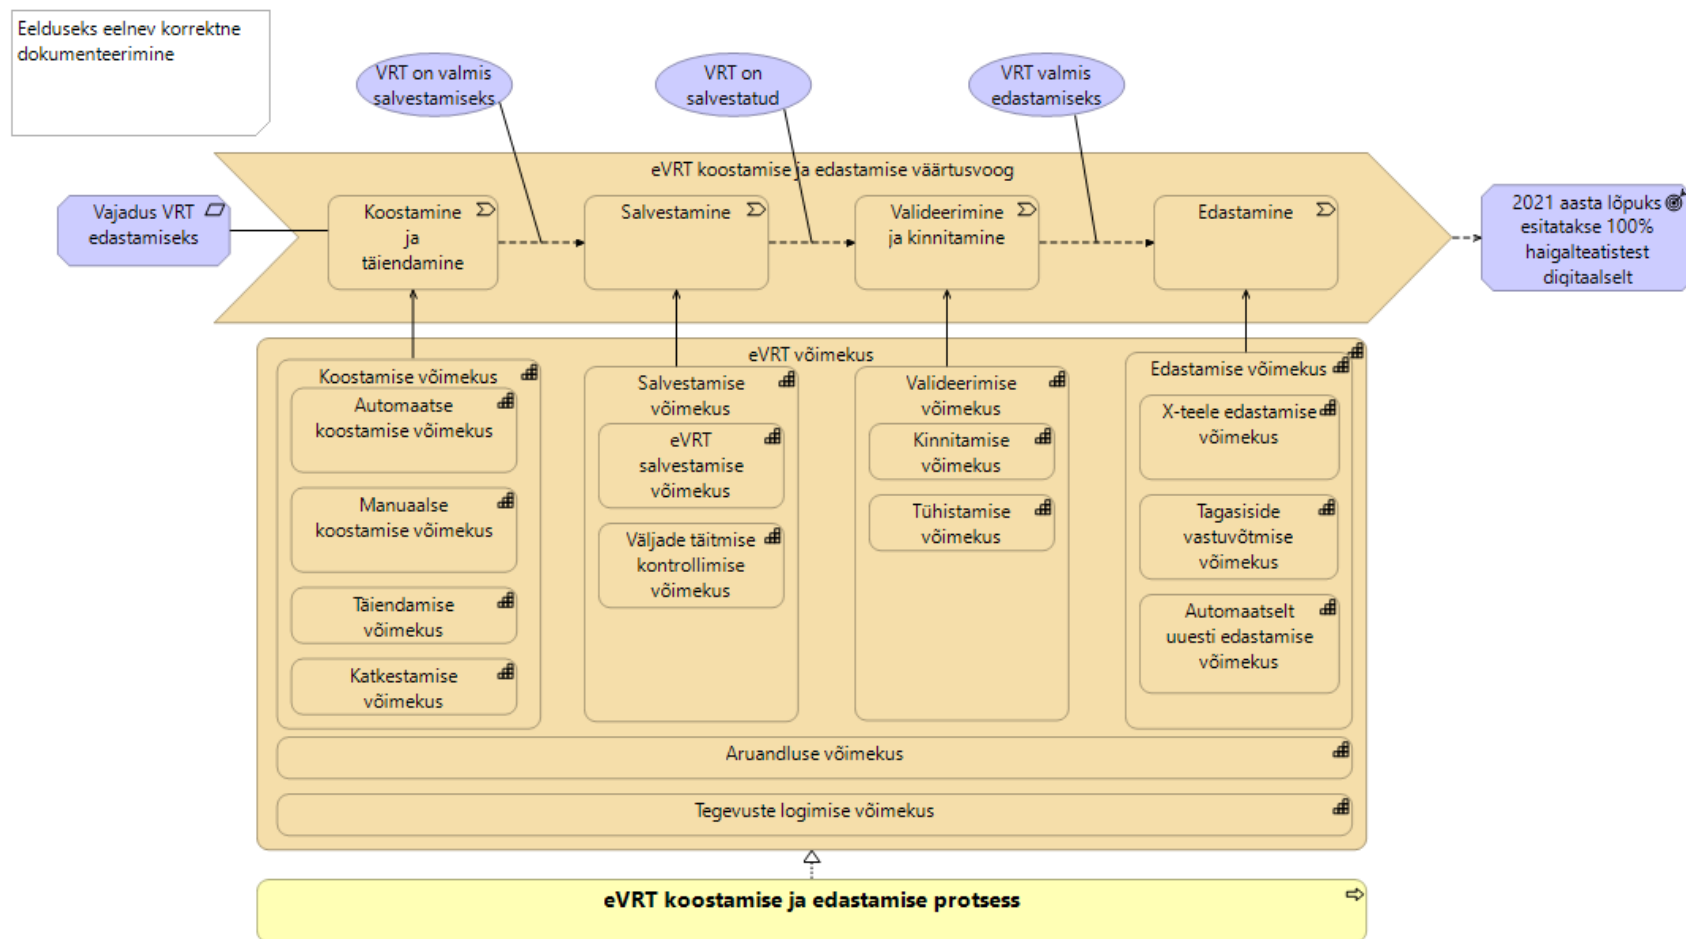 Eelduseks eelnev korrektne
dokumenteerimine
VRT on valmis
salvestamiseks
VRT on
salvestatud
VRT valmis
edastamiseks
eVRT koostamise ja edastamise väärtusvoog
Vajadus VRT
edastamiseks
Koostamine
ja
täiendamine
Salvestamine
Valideerimine
ja kinnitamine
Edastamine
2021 aasta lõpuks
esitatakse 100%
haigalteatistest
digitaalselt
eVRT võimekus
Koostamise võimekus
Automaatse
koostamise võimekus
Manuaalse
koostamise võimekus
Täiendamise
võimekus
Katkestamise
võimekus
Salvestamise
võimekus
eVRT
salvestamise
võimekus
Väljade täitmise
kontrollimise
võimekus
Valideerimise
võimekus
Kinnitamise
võimekus
Tühistamise
võimekus
Edastamise võimekus
X-teele edastamise
võimekus
Tagasiside
vastuvõtmise
võimekus
Automaatselt
uuesti edastamise
võimekus
Aruandluse võimekus
Tegevuste logimise võimekus
eVRT koostamise ja edastamise protsess